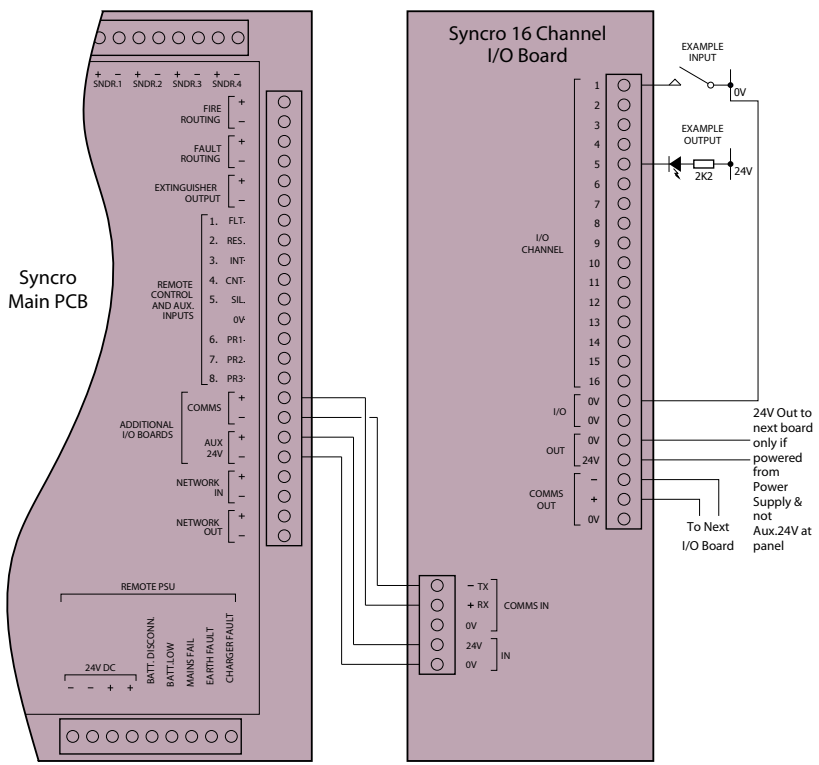 Syncro
Main PCB
+ − + − + − + −
SNDR.1 SNDR.2 SNDR.3 SNDR.4
FIRE
ROUTING
+
−
FAULT
ROUTING
+
−
EXTINGUISHER
OUTPUT
+
−
REMOTE
CONTROL
AND AUX.
INPUTS
1. FLT-
2. RES.
3. INT-
4. CNT-
5. SIL.
0V-
6. PR1-
7. PR2-
8. PR3-
ADDITIONAL
I/O BOARDS
COMMS
+
−
AUX
24V
+
−
NETWORK
IN
+
−
NETWORK
OUT
+
−
REMOTE PSU
24V DC
− − + +
BATT. DISCONN.
BATT.LOW
MAINS FAIL
EARTH FAULT
CHARGER FAULT
Syncro 16 Channel
I/O Board
I/O
CHANNEL
1
2
3
4
5
6
7
8
9
10
11
12
13
14
15
16
I/O
0V
0V
OUT
0V
24V
COMMS
OUT
−
+
0V
− TX
+ RX
0V
COMMS IN
24V
0V
IN
EXAMPLE
INPUT
0V
EXAMPLE
OUTPUT
2K2
24V
24V Out to
next board
only if
powered
from
Power
Supply &
not
Aux.24V at
panel
To Next
I/O Board